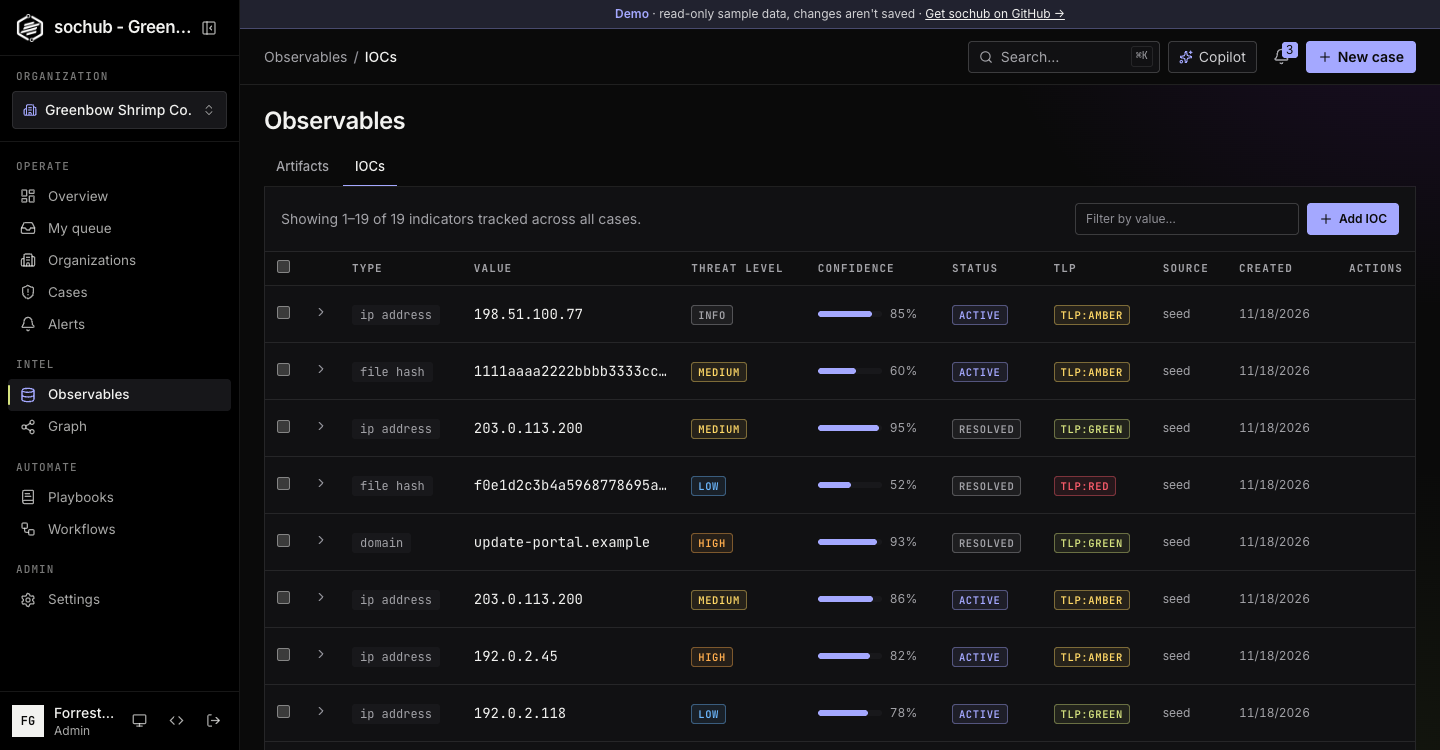 sochub - Green...
Demo · read-only sample data, changes aren't saved · Get sochub on GitHub →
Observables / IOCs
Search...
⌘K
Copilot
3
+ New case
ORGANIZATION
Greenbow Shrimp Co.
OPERATE
Overview
My queue
Organizations
Cases
Alerts
INTEL
Observables
Graph
AUTOMATE
Playbooks
Workflows
ADMIN
Settings
FG
Forrest...
Admin
Observables
Artifacts IOCs
Showing 1–19 of 19 indicators tracked across all cases.
Filter by value...
+ Add IOC
TYPE VALUE THREAT LEVEL CONFIDENCE STATUS TLP SOURCE CREATED ACTIONS
ip address 198.51.100.77 INFO 85% ACTIVE TLP:AMBER seed 11/18/2026
file hash 1111aaaa2222bbbb3333cc… MEDIUM 60% ACTIVE TLP:AMBER seed 11/18/2026
ip address 203.0.113.200 MEDIUM 95% RESOLVED TLP:GREEN seed 11/18/2026
file hash f0e1d2c3b4a5968778695a… LOW 52% RESOLVED TLP:RED seed 11/18/2026
domain update-portal.example HIGH 93% RESOLVED TLP:GREEN seed 11/18/2026
ip address 203.0.113.200 MEDIUM 86% ACTIVE TLP:AMBER seed 11/18/2026
ip address 192.0.2.45 HIGH 82% ACTIVE TLP:AMBER seed 11/18/2026
ip address 192.0.2.118 LOW 78% ACTIVE TLP:GREEN seed 11/18/2026